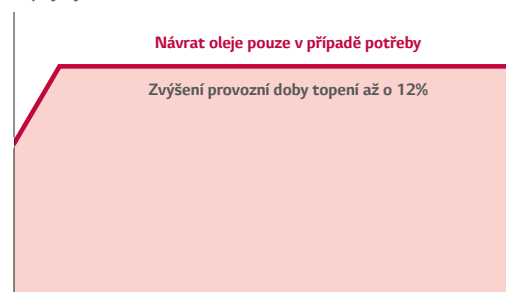 Návrat oleje pouze v případě potřeby
Zvýšení provozní doby topení až o 12%